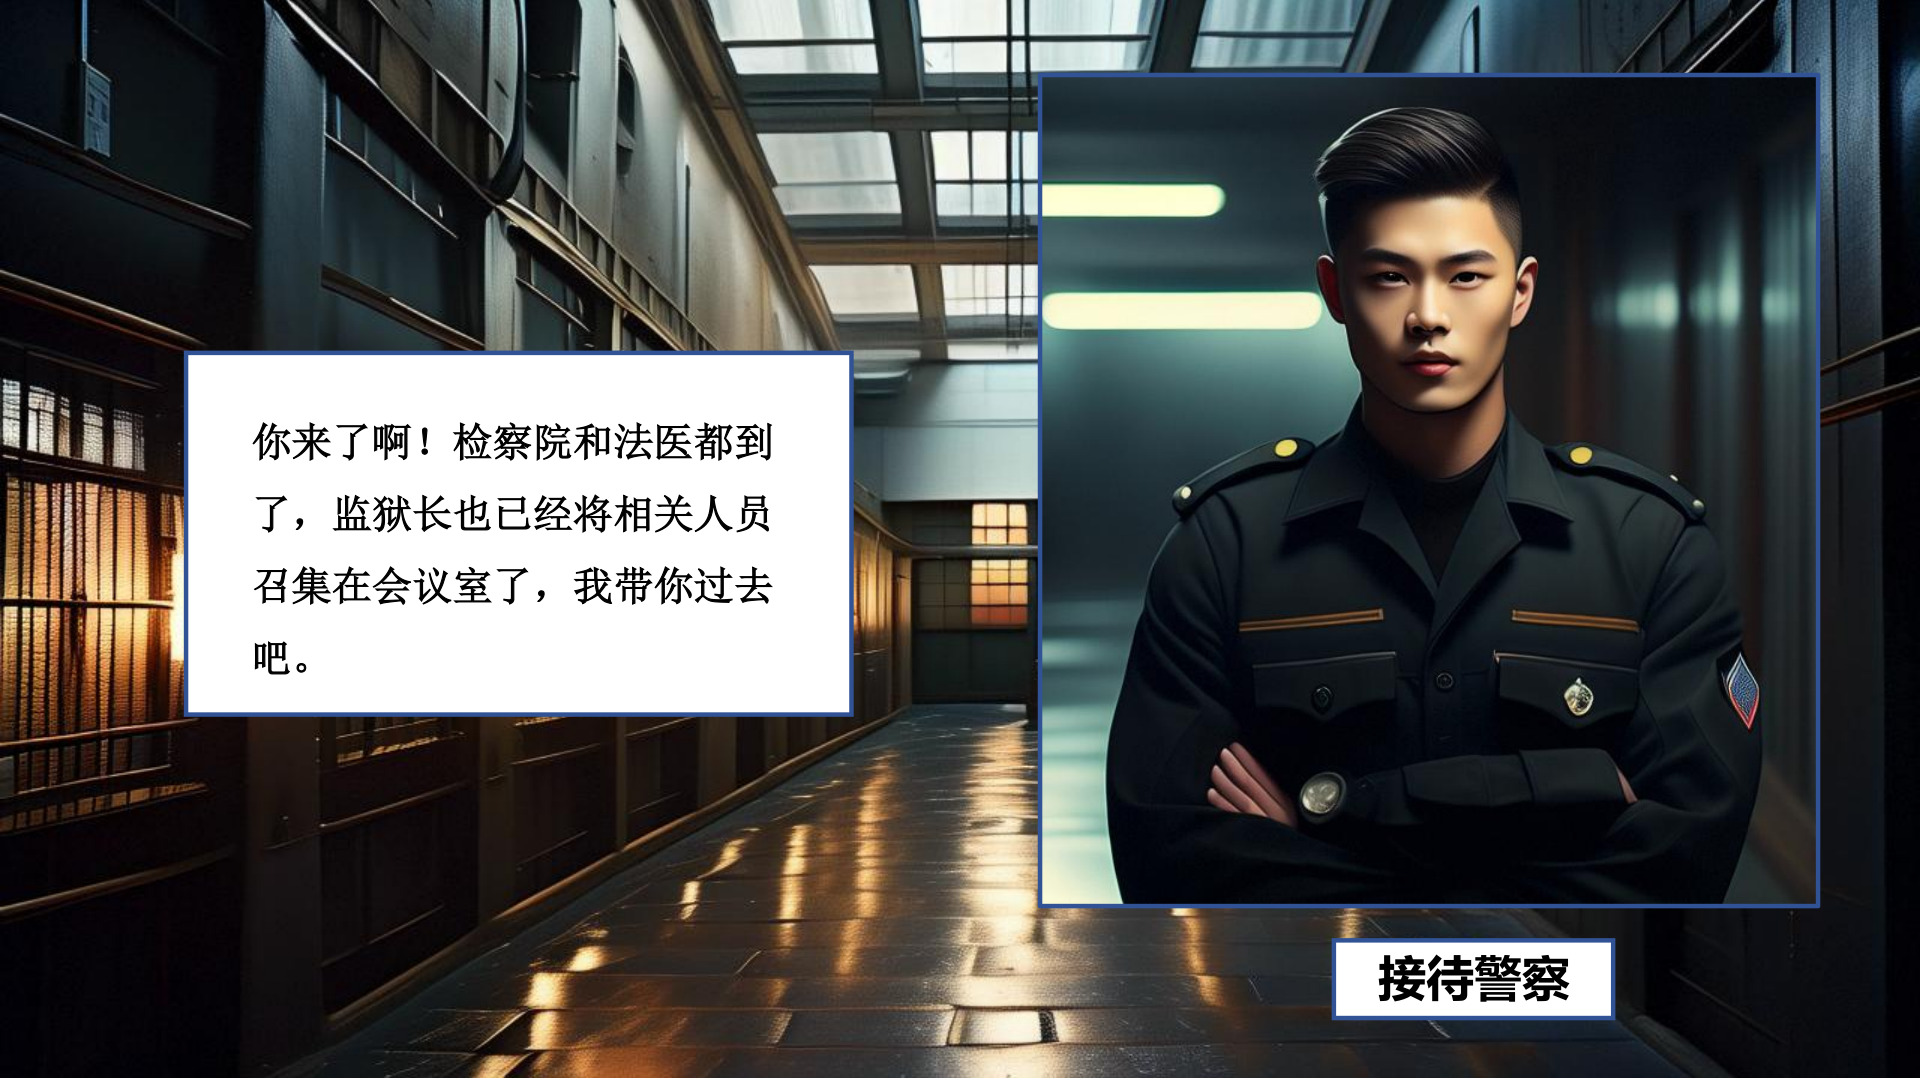 你来了啊！检察院和法医都到
了，监狱长也已经将相关人员
召集在会议室了，我带你过去
吧。
接待警察